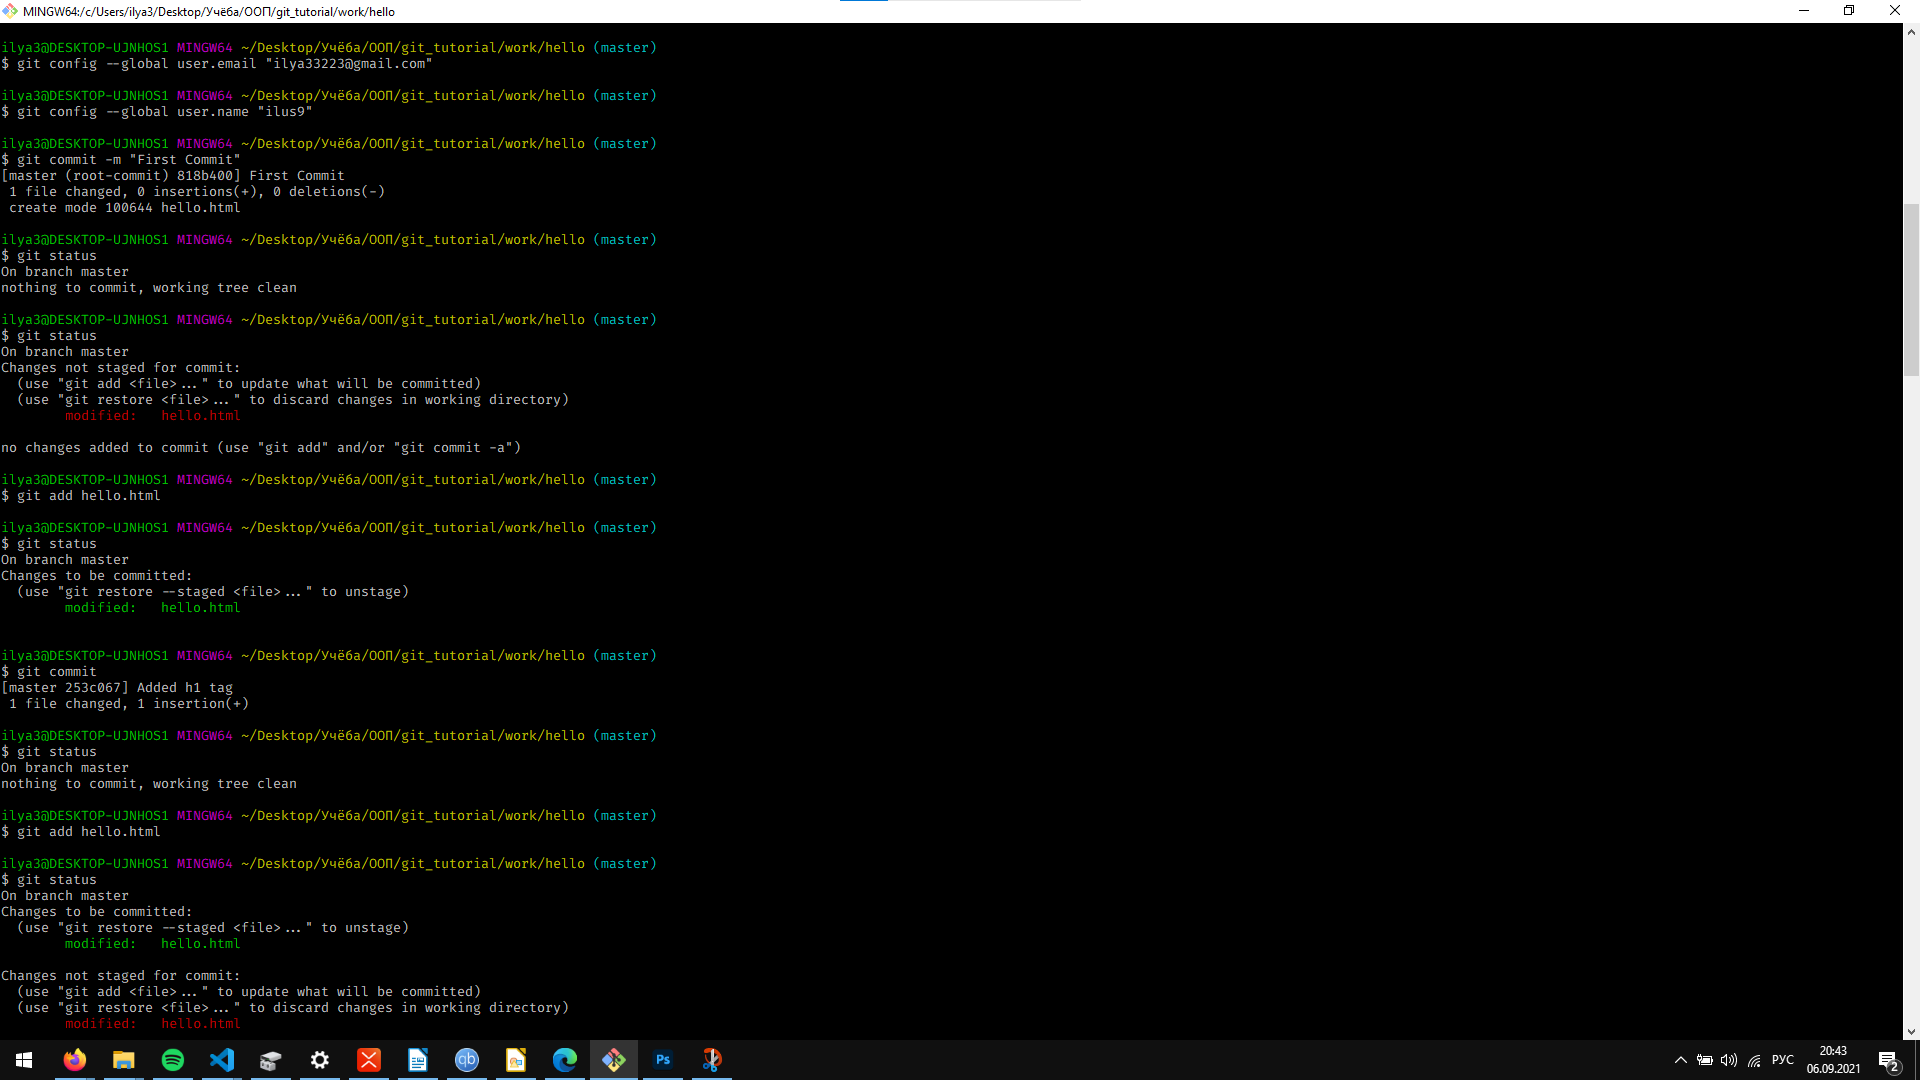 MINGW64:/c/Users/ilya3/Desktop/Учёба/ООП/git_tutorial/work/hello
ilya3@DESKTOP-UJNHOS1 MINGW64 ~/Desktop/Учёба/ООП/git_tutorial/work/hello (master)
$ git config --global user.email "ilya33223@gmail.com"
ilya3@DESKTOP-UJNHOS1 MINGW64 ~/Desktop/Учёба/ООП/git_tutorial/work/hello (master)
$ git config --global user.name "ilus9"
ilya3@DESKTOP-UJNHOS1 MINGW64 ~/Desktop/Учёба/ООП/git_tutorial/work/hello (master)
$ git commit -m "First Commit"
[master (root-commit) 818b400] First Commit
1 file changed, 0 insertions(+), 0 deletions(-)
create mode 100644 hello.html
ilya3@DESKTOP-UJNHOS1 MINGW64 ~/Desktop/Учёба/ООП/git_tutorial/work/hello (master)
$ git status
On branch master
nothing to commit, working tree clean
ilya3@DESKTOP-UJNHOS1 MINGW64 ~/Desktop/Учёба/ООП/git_tutorial/work/hello (master)
$ git status
On branch master
Changes not staged for commit:
(use "git add <file>..." to update what will be committed)
(use "git restore <file>..." to discard changes in working directory)
modified:   hello.html
no changes added to commit (use "git add" and/or "git commit -a")
ilya3@DESKTOP-UJNHOS1 MINGW64 ~/Desktop/Учёба/ООП/git_tutorial/work/hello (master)
$ git add hello.html
ilya3@DESKTOP-UJNHOS1 MINGW64 ~/Desktop/Учёба/ООП/git_tutorial/work/hello (master)
$ git status
On branch master
Changes to be committed:
(use "git restore --staged <file>..." to unstage)
modified:   hello.html
ilya3@DESKTOP-UJNHOS1 MINGW64 ~/Desktop/Учёба/ООП/git_tutorial/work/hello (master)
$ git commit
[master 253c067] Added h1 tag
1 file changed, 1 insertion(+)
ilya3@DESKTOP-UJNHOS1 MINGW64 ~/Desktop/Учёба/ООП/git_tutorial/work/hello (master)
$ git status
On branch master
nothing to commit, working tree clean
ilya3@DESKTOP-UJNHOS1 MINGW64 ~/Desktop/Учёба/ООП/git_tutorial/work/hello (master)
$ git add hello.html
ilya3@DESKTOP-UJNHOS1 MINGW64 ~/Desktop/Учёба/ООП/git_tutorial/work/hello (master)
$ git status
On branch master
Changes to be committed:
(use "git restore --staged <file>..." to unstage)
modified:   hello.html
Changes not staged for commit:
(use "git add <file>..." to update what will be committed)
(use "git restore <file>..." to discard changes in working directory)
modified:   hello.html
qb
Ps
РУС
20:43
06.09.2021
2